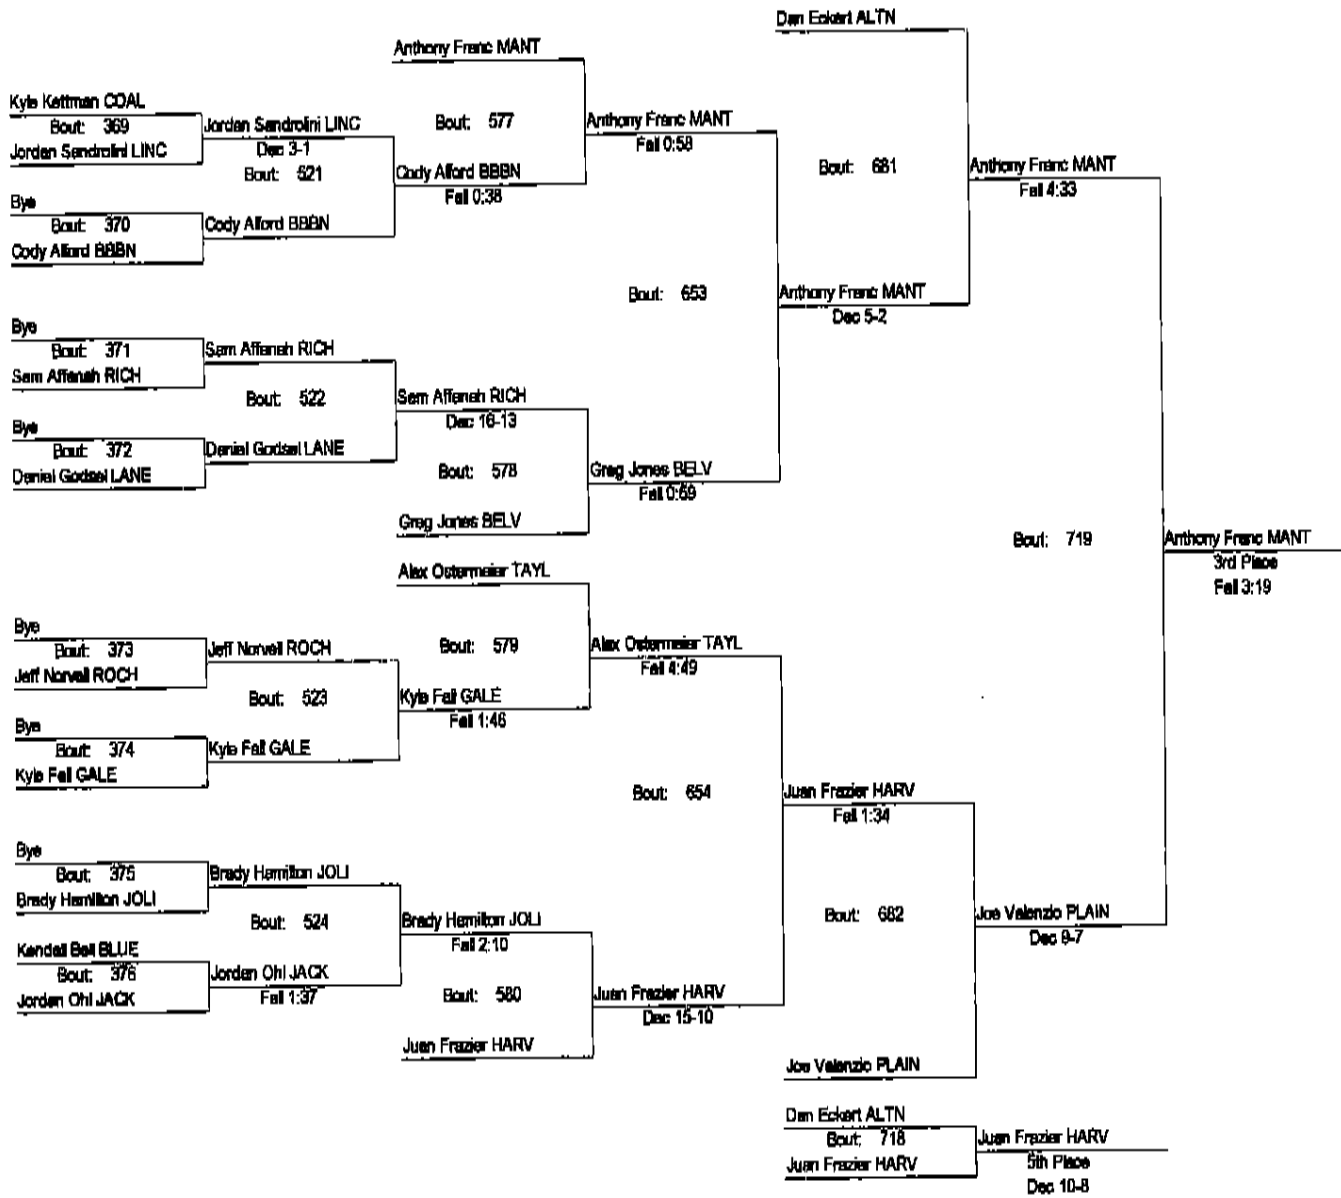 Dan Eckert ALTN
Anthony Franc MANT
Kyle Kettman COAL
Bout: 369
Jordan Sandrolini LINC
Jordan Sandrolini LINC
Dec 3-1
Bout: 521
Bye
Bout: 370
Cody Alford BBBN
Cody Alford BBBN
Bout: 577
Cody Alford BBBN
Fall 0:38
Anthony Franc MANT
Fall 0:58
Bout: 681
Anthony Franc MANT
Fall 4:33
Bout: 653
Anthony Franc MANT
Dec 5-2
Bye
Bout: 371
Sam Affenah RICH
Sam Affenah RICH
Bout: 522
Bye
Bout: 372
Daniel Godsel LANE
Daniel Godsel LANE
Sam Affenah RICH
Dec 16-13
Bout: 578
Greg Jones BELV
Greg Jones BELV
Fall 0:59
Bout: 719
Anthony Franc MANT
3rd Place
Fall 3:19
Alex Ostermeier TAYL
Bye
Bout: 373
Jeff Norvell ROCH
Jeff Norvell ROCH
Bout: 523
Bye
Bout: 374
Kyle Fall GALE
Kyle Fall GALE
Bout: 579
Kyle Fall GALE
Fall 1:46
Alex Ostermeier TAYL
Fall 4:49
Bout: 654
Juan Frazier HARV
Fall 1:34
Bye
Bout: 375
Brady Hamilton JOLI
Brady Hamilton JOLI
Bout: 524
Kendall Bell BLUE
Bout: 376
Jordan Ohl JACK
Jordan Ohl JACK
Fall 1:37
Brady Hamilton JOLI
Fall 2:10
Bout: 580
Juan Frazier HARV
Juan Frazier HARV
Dec 15-10
Bout: 682
Joe Valenzio PLAIN
Dec 9-7
Joe Valenzio PLAIN
Dan Eckert ALTN
Bout: 718
Juan Frazier HARV
Juan Frazier HARV
5th Place
Dec 10-8